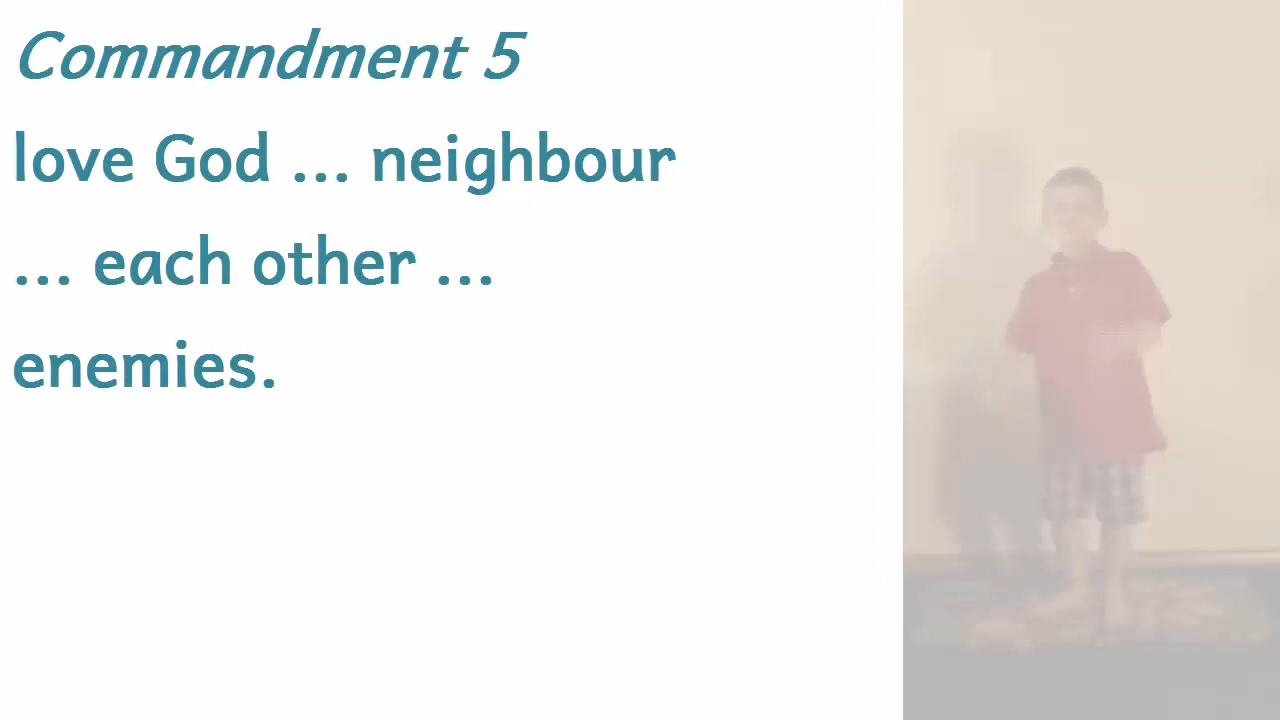 Commandment 5
love God ... neighbour
... each other ...
enemies.